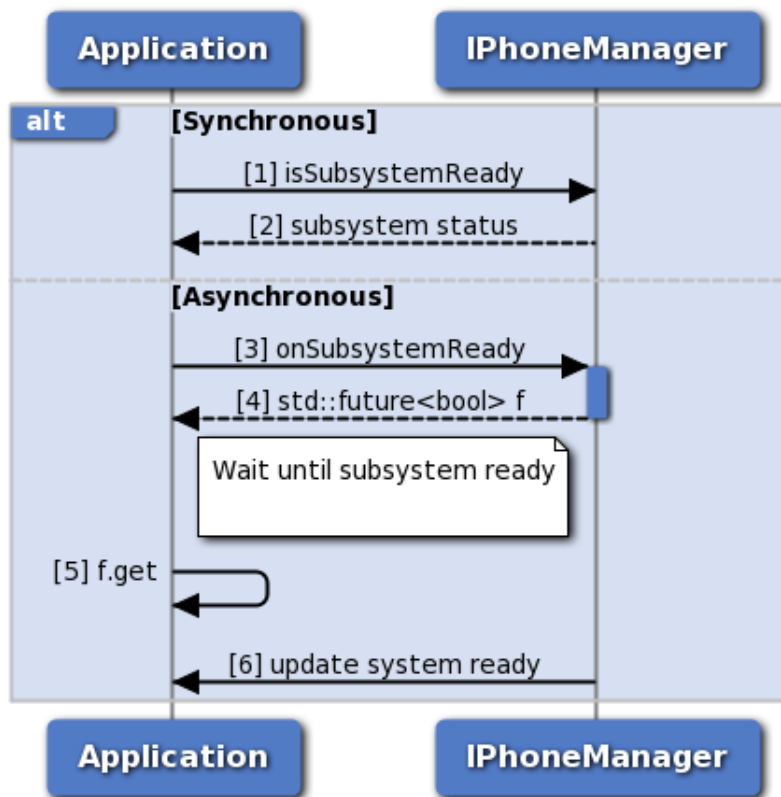 Application
IPhoneManager
alt
[Synchronous]
[1] isSubsystemReady
[2] subsystem status
[Asynchronous]
[3] onSubsystemReady
[4] std::future<bool> f
Wait until subsystem ready
[5] f.get
[6] update system ready
Application
IPhoneManager